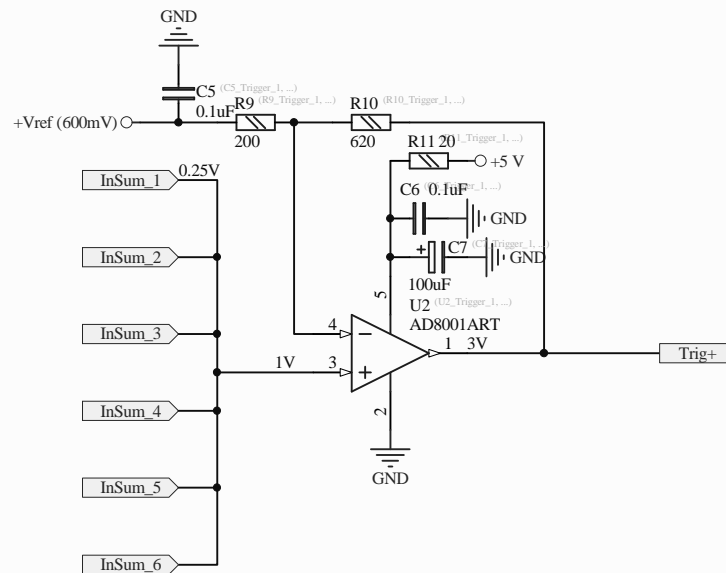 GND
C5 (C5_Trigger_1, ...)
0.1uF
R9 (R9_Trigger_1, ...)
R10 (R10_Trigger_1, ...)
+Vref (600mV)
200
620
R11 20
+5 V
InSum_1
0.25V
C6 0.1uF
GND
InSum_2
C7 (C7_Trigger_1, ...)
+
GND
100uF
5
U2 (U2_Trigger_1, ...)
AD8001ART
InSum_3
4
−
1 3V
Trig+
1V
3
+
InSum_4
2
GND
InSum_5
InSum_6